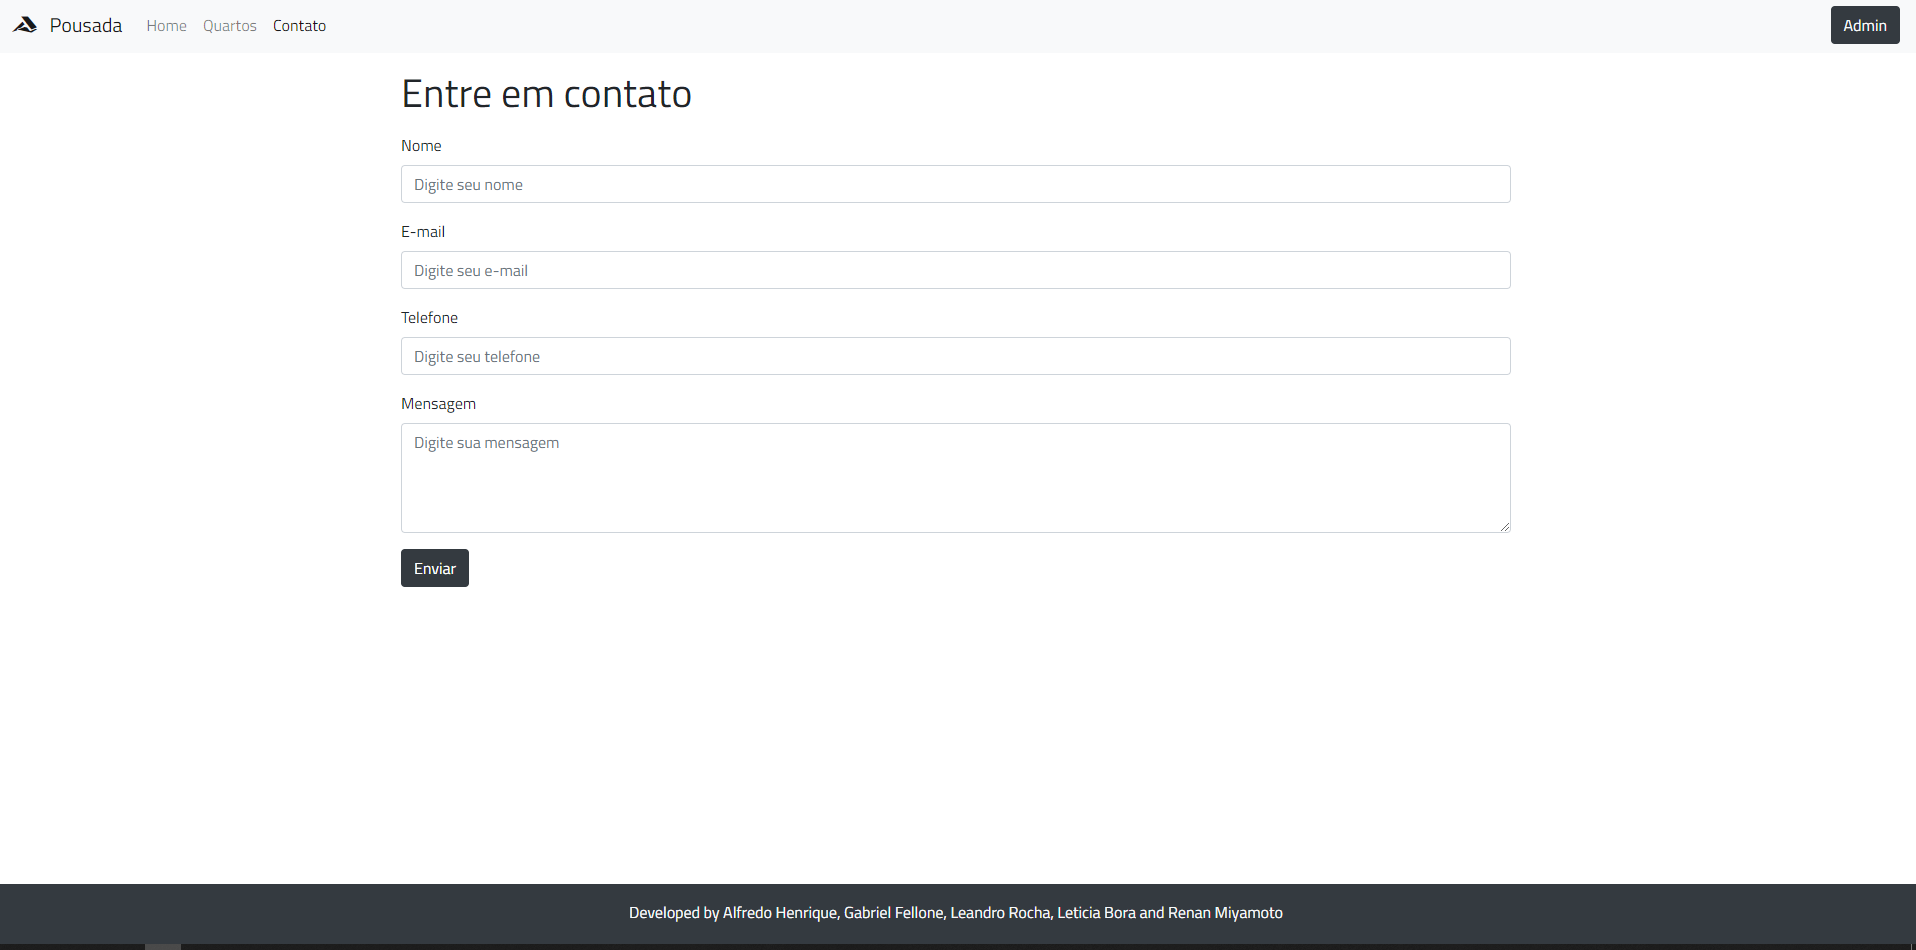 Pousada Home Quartos Contato Admin
Entre em contato
Nome
Digite seu nome
E-mail
Digite seu e-mail
Telefone
Digite seu telefone
Mensagem
Digite sua mensagem
Enviar
Developed by Alfredo Henrique, Gabriel Fellone, Leandro Rocha, Leticia Bora and Renan Miyamoto